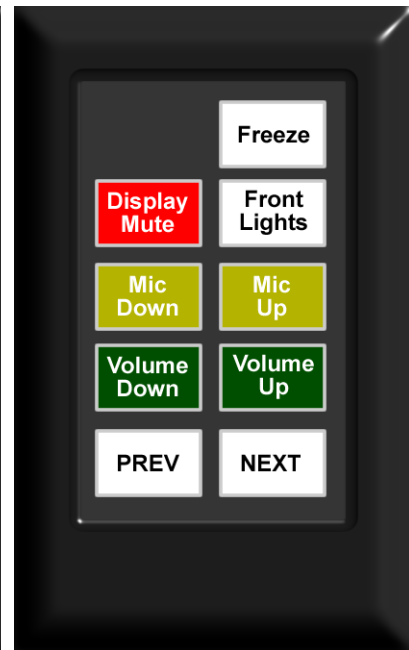 Freeze
Display
Mute
Front
Lights
Mic
Down
Mic
Up
Volume
Down
Volume
Up
PREV
NEXT